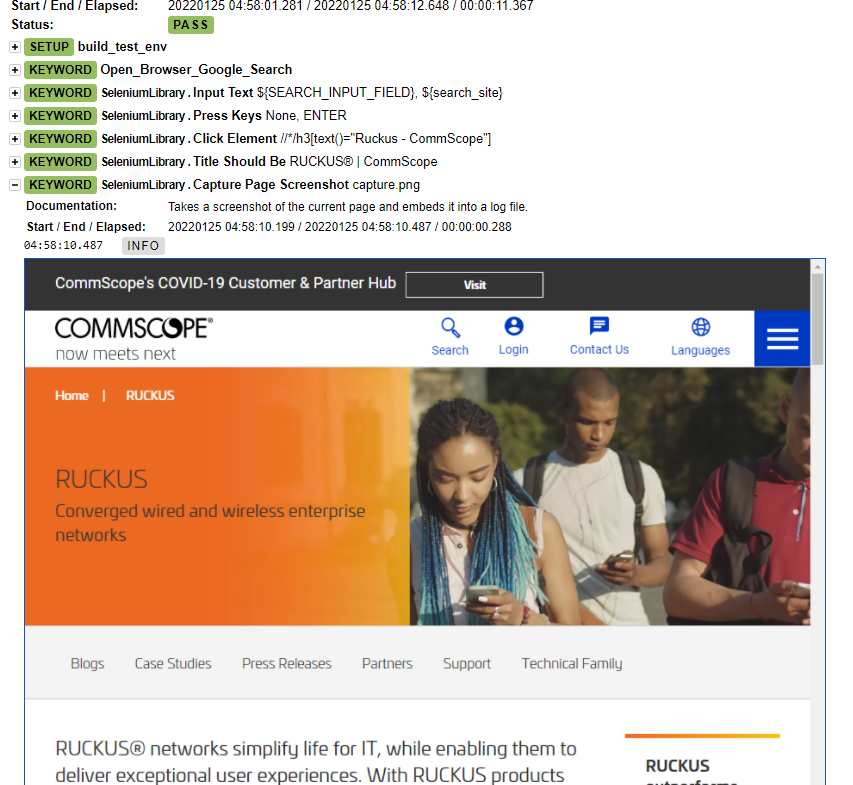 Start / End / Elapsed: 20220125 04:58:01.281 / 20220125 04:58:12.648 / 00:00:11.367
Status: PASS
+ SETUP build_test_env
+ KEYWORD Open_Browser_Google_Search
+ KEYWORD SeleniumLibrary . Input Text ${SEARCH_INPUT_FIELD}, ${search_site}
+ KEYWORD SeleniumLibrary . Press Keys None, ENTER
+ KEYWORD SeleniumLibrary . Click Element //*/h3[text()="Ruckus - CommScope"]
+ KEYWORD SeleniumLibrary . Title Should Be RUCKUS® | CommScope
− KEYWORD SeleniumLibrary . Capture Page Screenshot capture.png
Documentation: Takes a screenshot of the current page and embeds it into a log file.
Start / End / Elapsed: 20220125 04:58:10.199 / 20220125 04:58:10.487 / 00:00:00.288
04:58:10.487 INFO
CommScope's COVID-19 Customer & Partner Hub Visit
COMMSCOPE®
now meets next
Search Login Contact Us Languages
Home | RUCKUS
RUCKUS
Converged wired and wireless enterprise
networks
Blogs Case Studies Press Releases Partners Support Technical Family
RUCKUS® networks simplify life for IT, while enabling them to
deliver exceptional user experiences. With RUCKUS products
RUCKUS
outperforms